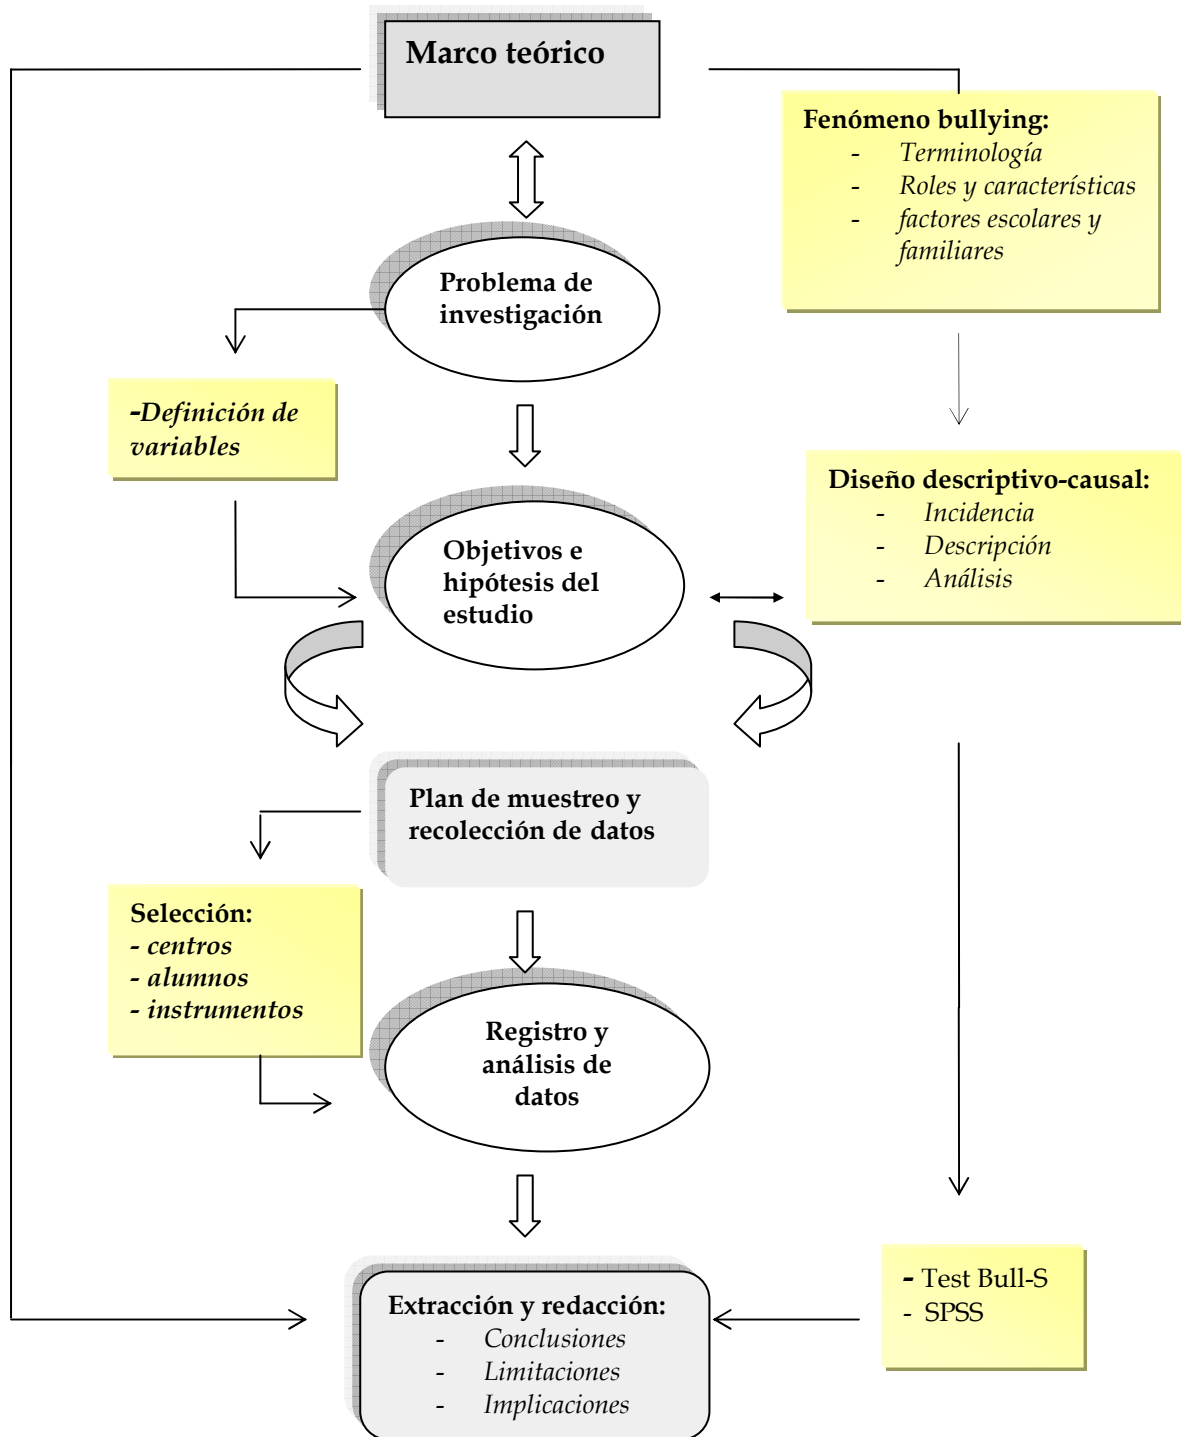 Marco teórico
Fenómeno bullying:
- Terminología
- Roles y características
- factores escolares y
familiares
Problema de
investigación
-Definición de
variables
Diseño descriptivo-causal:
- Incidencia
- Descripción
- Análisis
Objetivos e
hipótesis del
estudio
Plan de muestreo y
recolección de datos
Selección:
- centros
- alumnos
- instrumentos
Registro y
análisis de
datos
- Test Bull-S
- SPSS
Extracción y redacción:
- Conclusiones
- Limitaciones
- Implicaciones